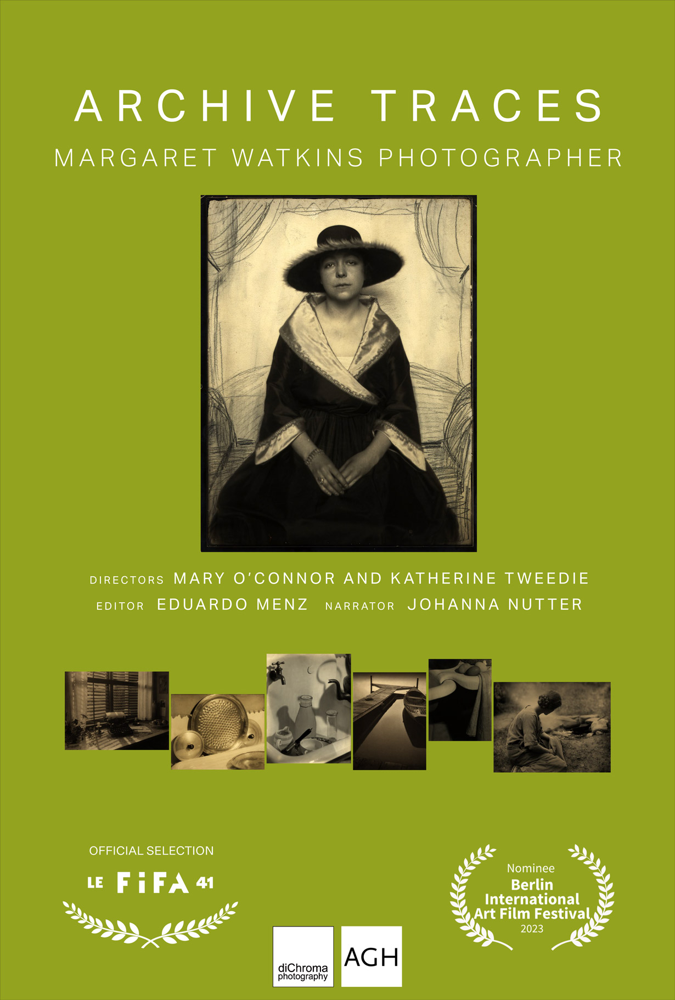 ARCHIVE TRACES
MARGARET WATKINS PHOTOGRAPHER
DIRECTORS MARY O'CONNOR AND KATHERINE TWEEDIE
EDITOR EDUARDO MENZ NARRATOR JOHANNA NUTTER
OFFICIAL SELECTION
LE FiFA 41
Nominee
Berlin
International
Art Film Festival
2023
diChroma
photography
AGH